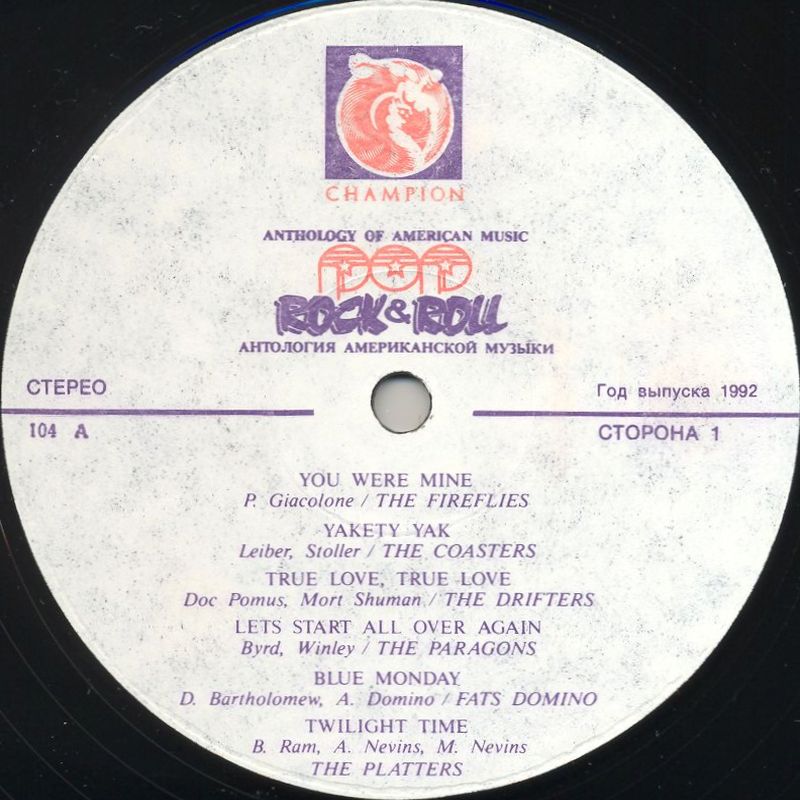 CHAMPION
ANTHOLOGY OF AMERICAN MUSIC
POP
ROCK & ROLL
АНТОЛОГИЯ АМЕРИКАНСКОЙ МУЗЫКИ
СТЕРЕО
Год выпуска 1992
104 A
СТОРОНА 1
YOU WERE MINE
P. Giacolone / THE FIREFLIES
YAKETY YAK
Leiber, Stoller / THE COASTERS
TRUE LOVE, TRUE LOVE
Doc Pomus, Mort Shuman / THE DRIFTERS
LETS START ALL OVER AGAIN
Byrd, Winley / THE PARAGONS
BLUE MONDAY
D. Bartholomew, A. Domino / FATS DOMINO
TWILIGHT TIME
B. Ram, A. Nevins, M. Nevins
THE PLATTERS